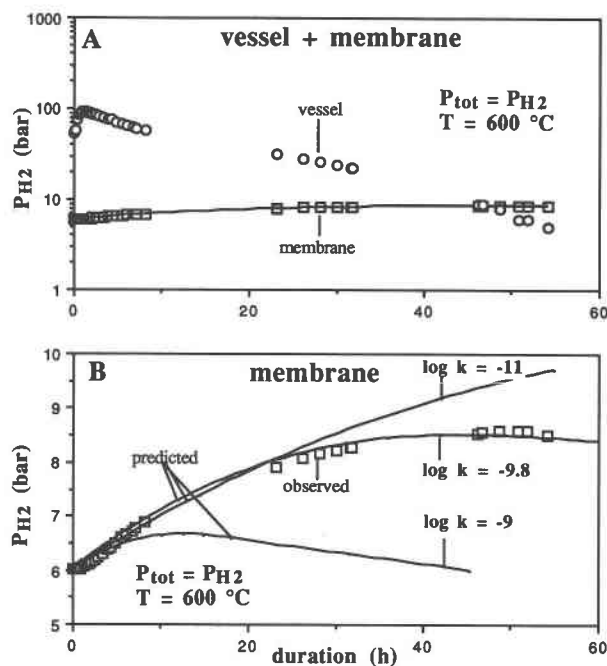 1000
A
vessel + membrane
100
vessel
Ptot = PH2
T = 600 °C
PH2 (bar)
10
membrane
1
0
20
40
60
10
B
membrane
log k = -11
9
predicted
8
observed
log k = -9.8
PH2 (bar)
7
log k = -9
6
Ptot = PH2
T = 600 °C
5
0
20
40
60
duration (h)